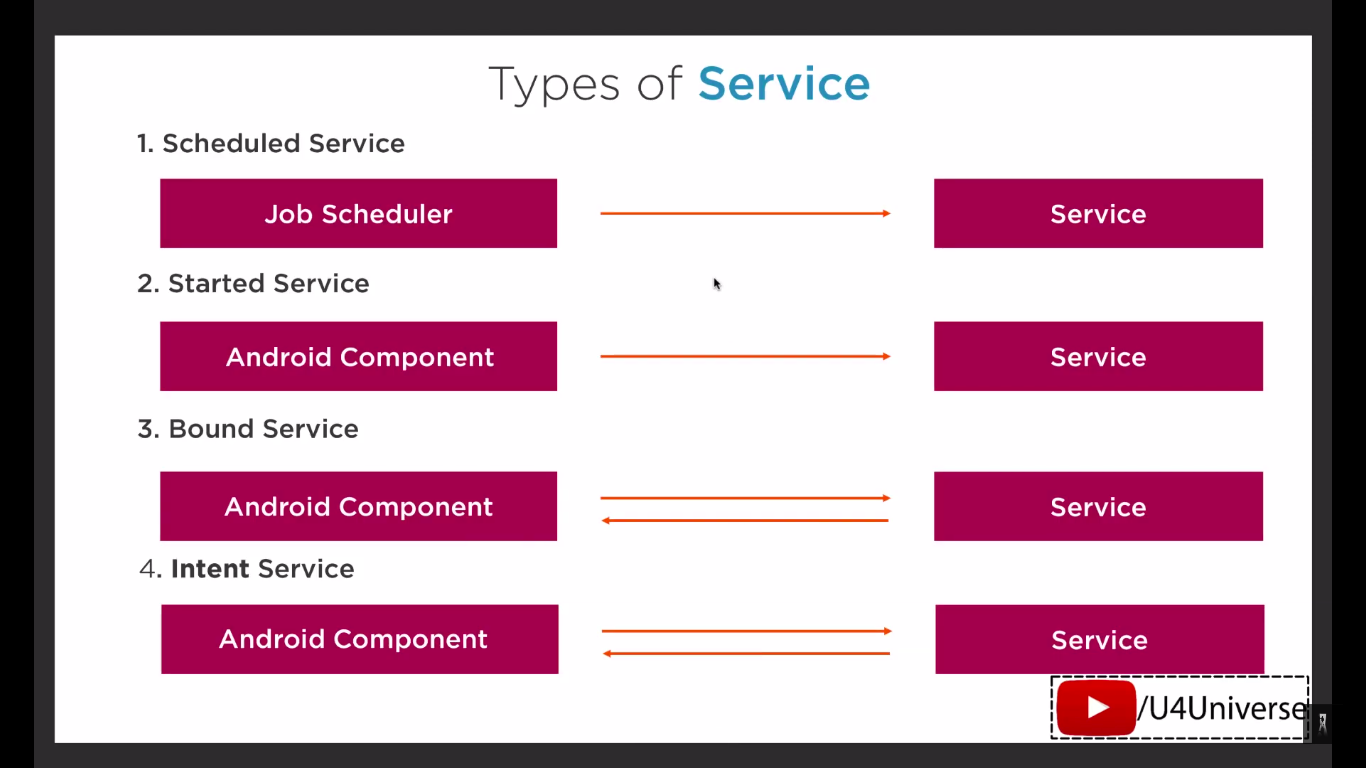 Types of Service
1. Scheduled Service
Job Scheduler
Service
2. Started Service
Android Component
Service
3. Bound Service
Android Component
Service
4. Intent Service
Android Component
Service
/U4Universe